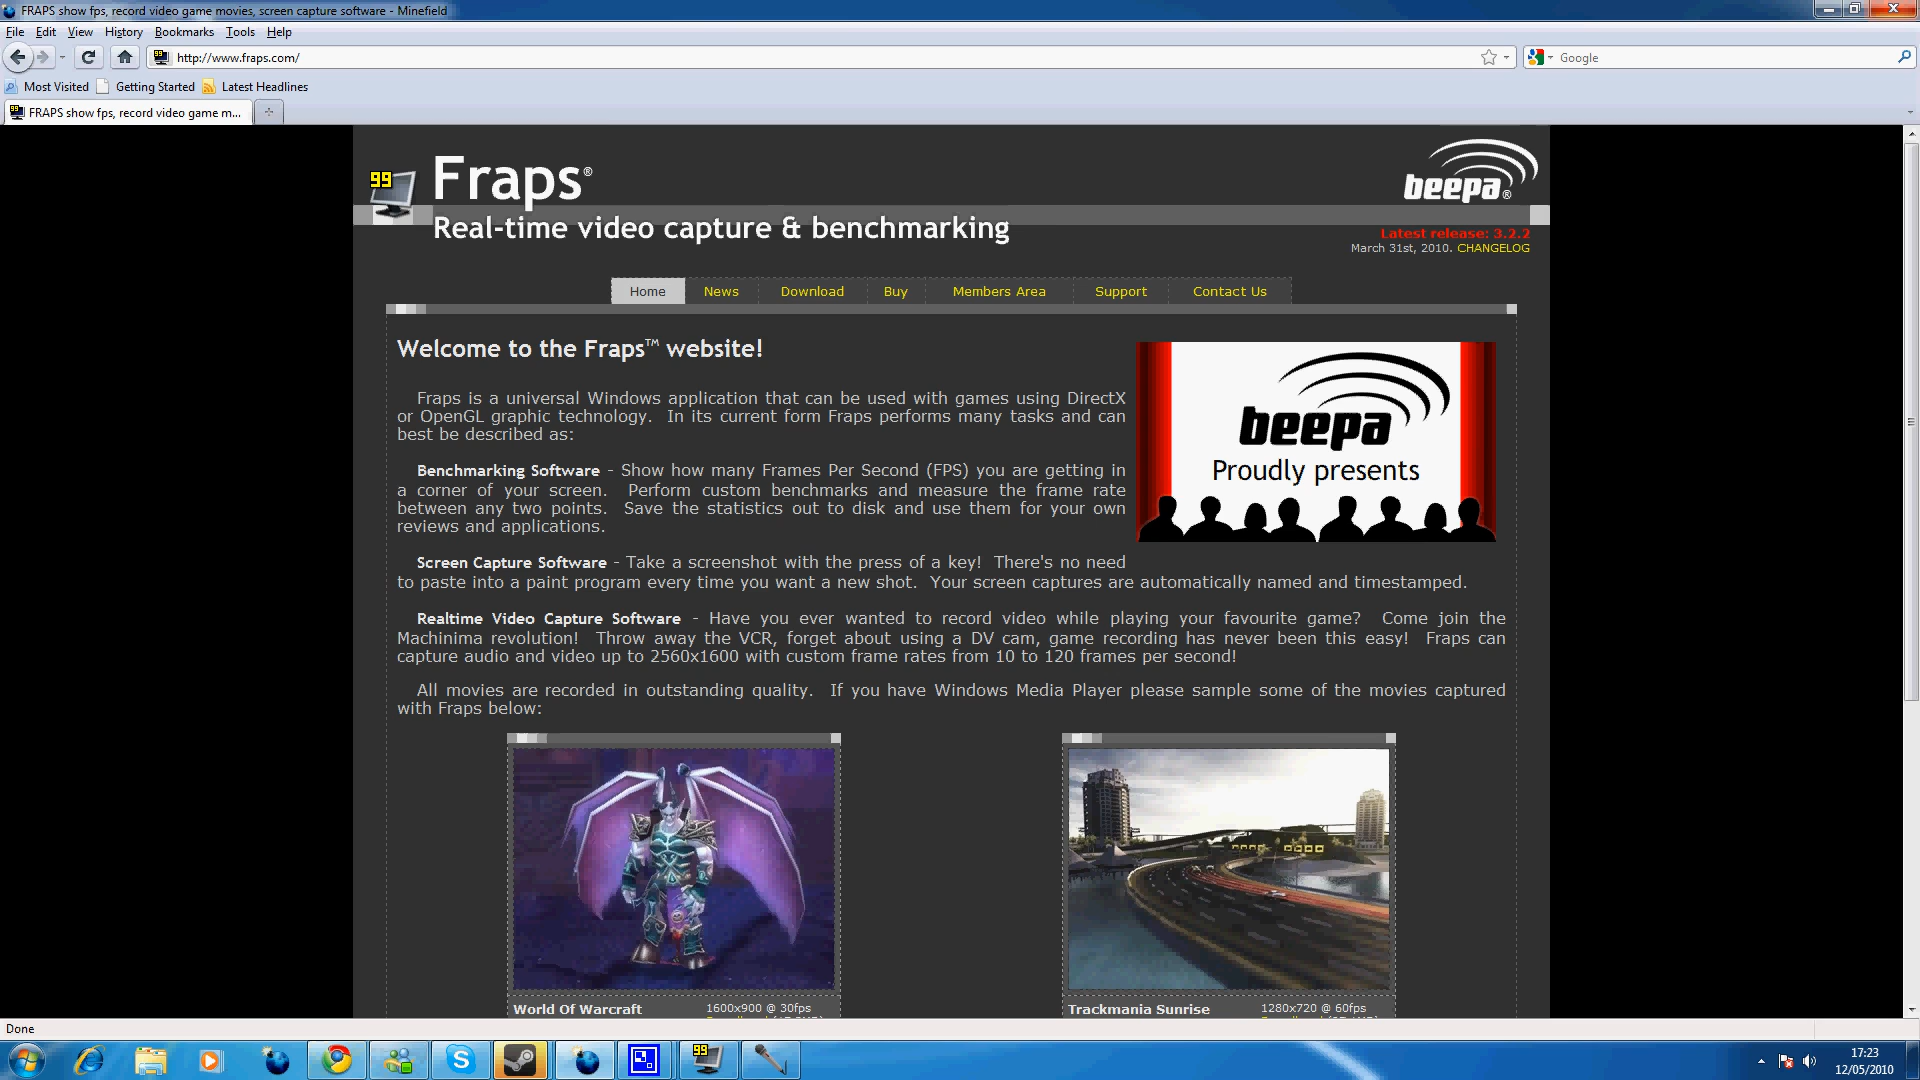 FRAPS show fps, record video game movies, screen capture software - Minefield
File Edit View History Bookmarks Tools Help
http://www.fraps.com/
Google
Most Visited Getting Started Latest Headlines
FRAPS show fps, record video game m...
99
Fraps®
beepa®
Real-time video capture & benchmarking
Latest release: 3.2.2
March 31st, 2010. CHANGELOG
Home News Download Buy Members Area Support Contact Us
Welcome to the Fraps™ website!
Fraps is a universal Windows application that can be used with games using DirectX
or OpenGL graphic technology. In its current form Fraps performs many tasks and can
best be described as:
beepa
Proudly presents
Benchmarking Software - Show how many Frames Per Second (FPS) you are getting in
a corner of your screen. Perform custom benchmarks and measure the frame rate
between any two points. Save the statistics out to disk and use them for your own
reviews and applications.
Screen Capture Software - Take a screenshot with the press of a key! There's no need
to paste into a paint program every time you want a new shot. Your screen captures are automatically named and timestamped.
Realtime Video Capture Software - Have you ever wanted to record video while playing your favourite game? Come join the
Machinima revolution! Throw away the VCR, forget about using a DV cam, game recording has never been this easy! Fraps can
capture audio and video up to 2560x1600 with custom frame rates from 10 to 120 frames per second!
All movies are recorded in outstanding quality. If you have Windows Media Player please sample some of the movies captured
with Fraps below:
World Of Warcraft 1600x900 @ 30fps
Trackmania Sunrise 1280x720 @ 60fps
Done
99
17:23
12/05/2010